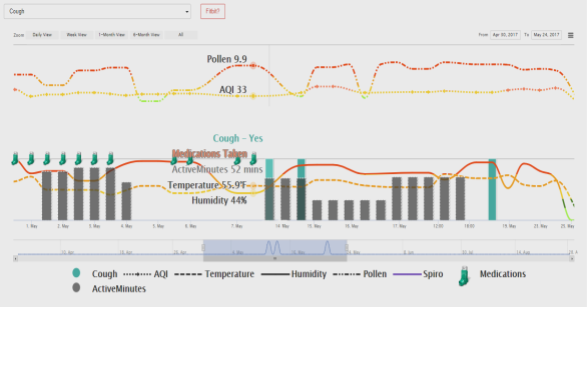 Cough
Filter?
Zoom Daily View Week View 1-Month View 6-Month View All
From Apr 30, 2017 To May 24, 2017
Pollen 9.9
AQI 33
Cough - Yes
Medications Taken
ActiveMinutes 52 mins
Temperature 55.9°F
Humidity 44%
1. May 2. May 3. May 4. May 5. May 6. May 7. May 14. May 15. May 16. May 17. May 12:00 18:00 19. May 23. May 25. May
Cough AQI Temperature Humidity Pollen Spiro Medications
ActiveMinutes